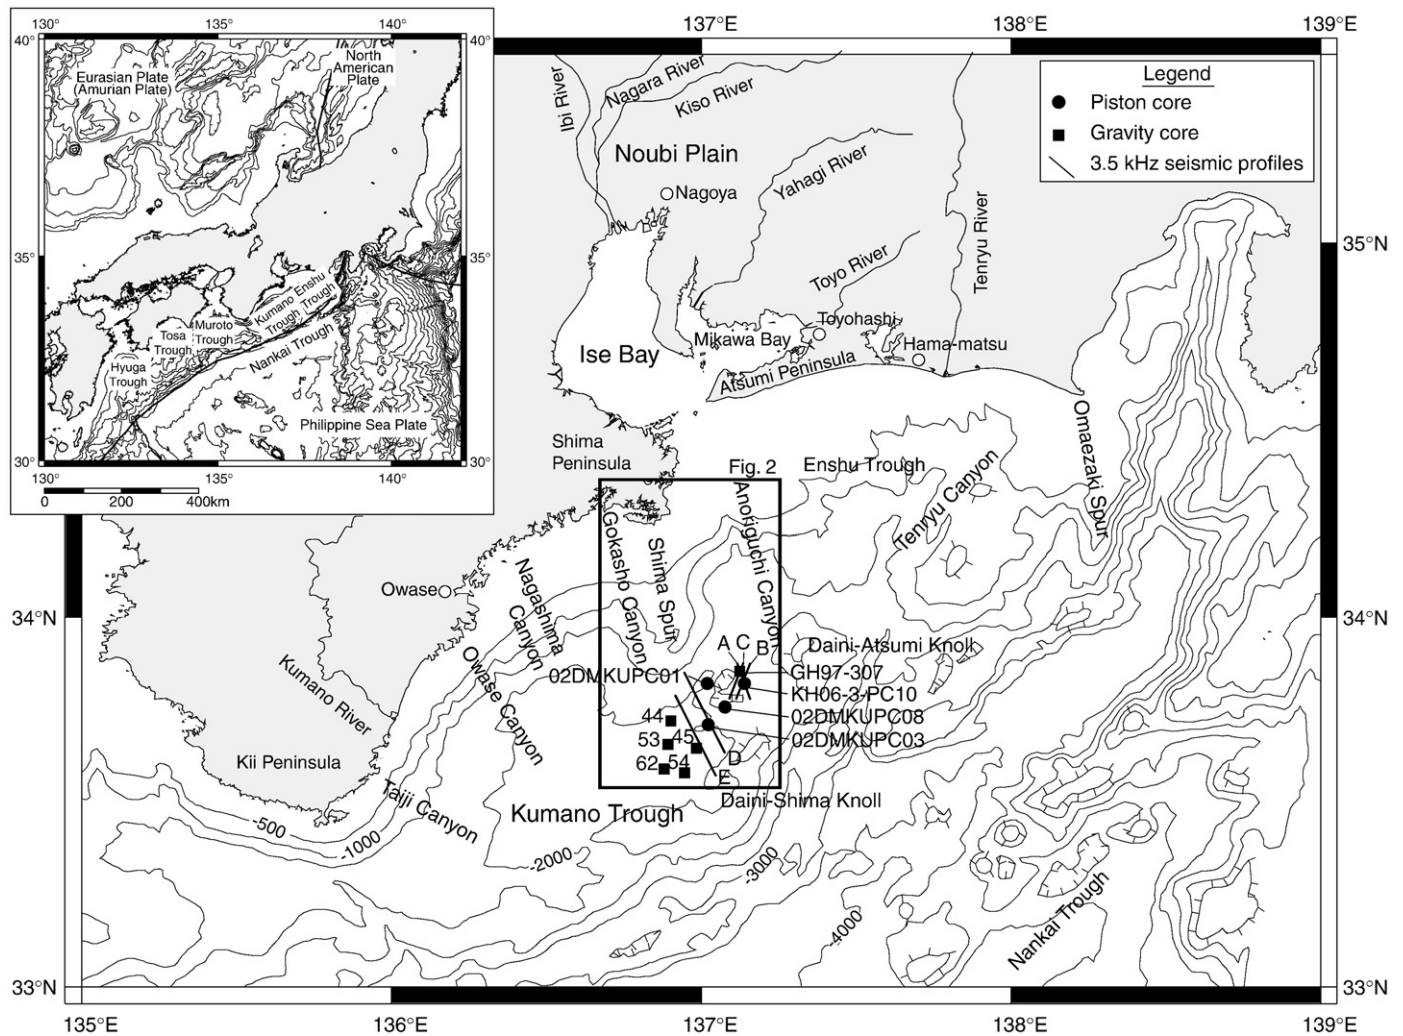 130°
135°
140°
40°
40°
North
American
Plate
Eurasian Plate
(Amurian Plate)
35°
35°
Kumano Enshu
Trough Trough
Muroto
Trough
Tosa
Trough
Nankai Trough
Hyuga
Trough
Philippine Sea Plate
30°
30°
0
200
400km
137°E
138°E
139°E
Legend
Piston core
Gravity core
3.5 kHz seismic profiles
Ibi River
Nagara River
Kiso River
Noubi Plain
Nagoya
Yahagi River
Tenryu River
35°N
Toyo River
Toyohashi
Mikawa Bay
Hama-matsu
Ise Bay
Atsumi Peninsula
Shima
Peninsula
Fig. 2
Enshu Trough
Omaezaki Spur
Tenryu Canyon
Anoriguchi Canyon
Gokasho Canyon
Shima Spur
Nagashima
Canyon
Owase
34°N
34°N
Owase Canyon
A C B
Daini-Atsumi Knoll
02DMKUPC01
GH97-307
KH06-3-PC10
02DMKUPC08
02DMKUPC03
44
53
45
62
54
D
E
Kumano River
Kii Peninsula
Taiji Canyon
Daini-Shima Knoll
Kumano Trough
-500
-1000
-2000
-3000
-4000
Nankai Trough
33°N
33°N
135°E
136°E
137°E
138°E
139°E